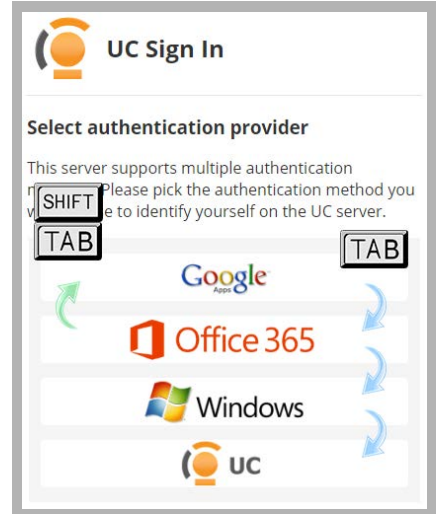 UC Sign In
Select authentication provider
This server supports multiple authentication
Please pick the authentication method you
SHIFT
e to identify yourself on the UC server.
TAB
TAB
Google
Apps
Office 365
Windows
UC